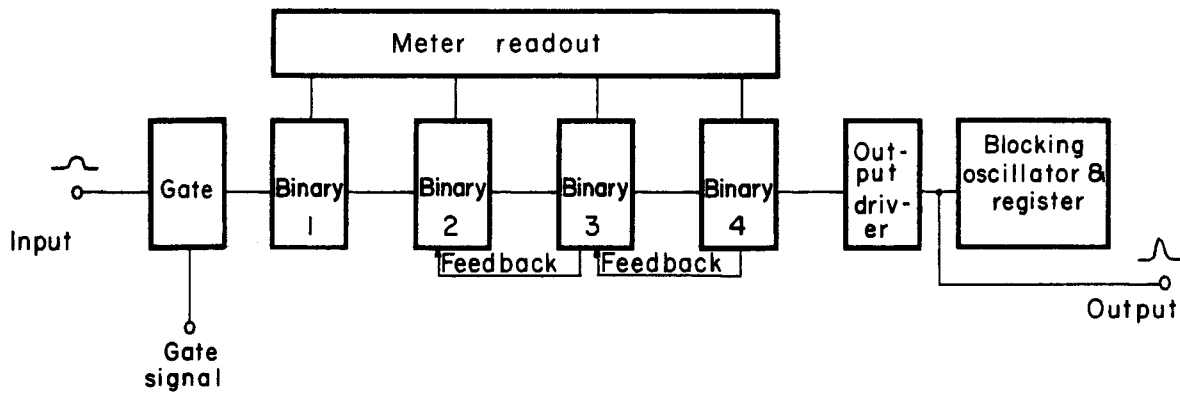 Meter readout
Input
Gate
Gate
signal
Binary
1
Binary
2
Binary
3
Binary
4
Feedback
Feedback
Out-
put
driv-
er
Blocking
oscillator &
register
Output